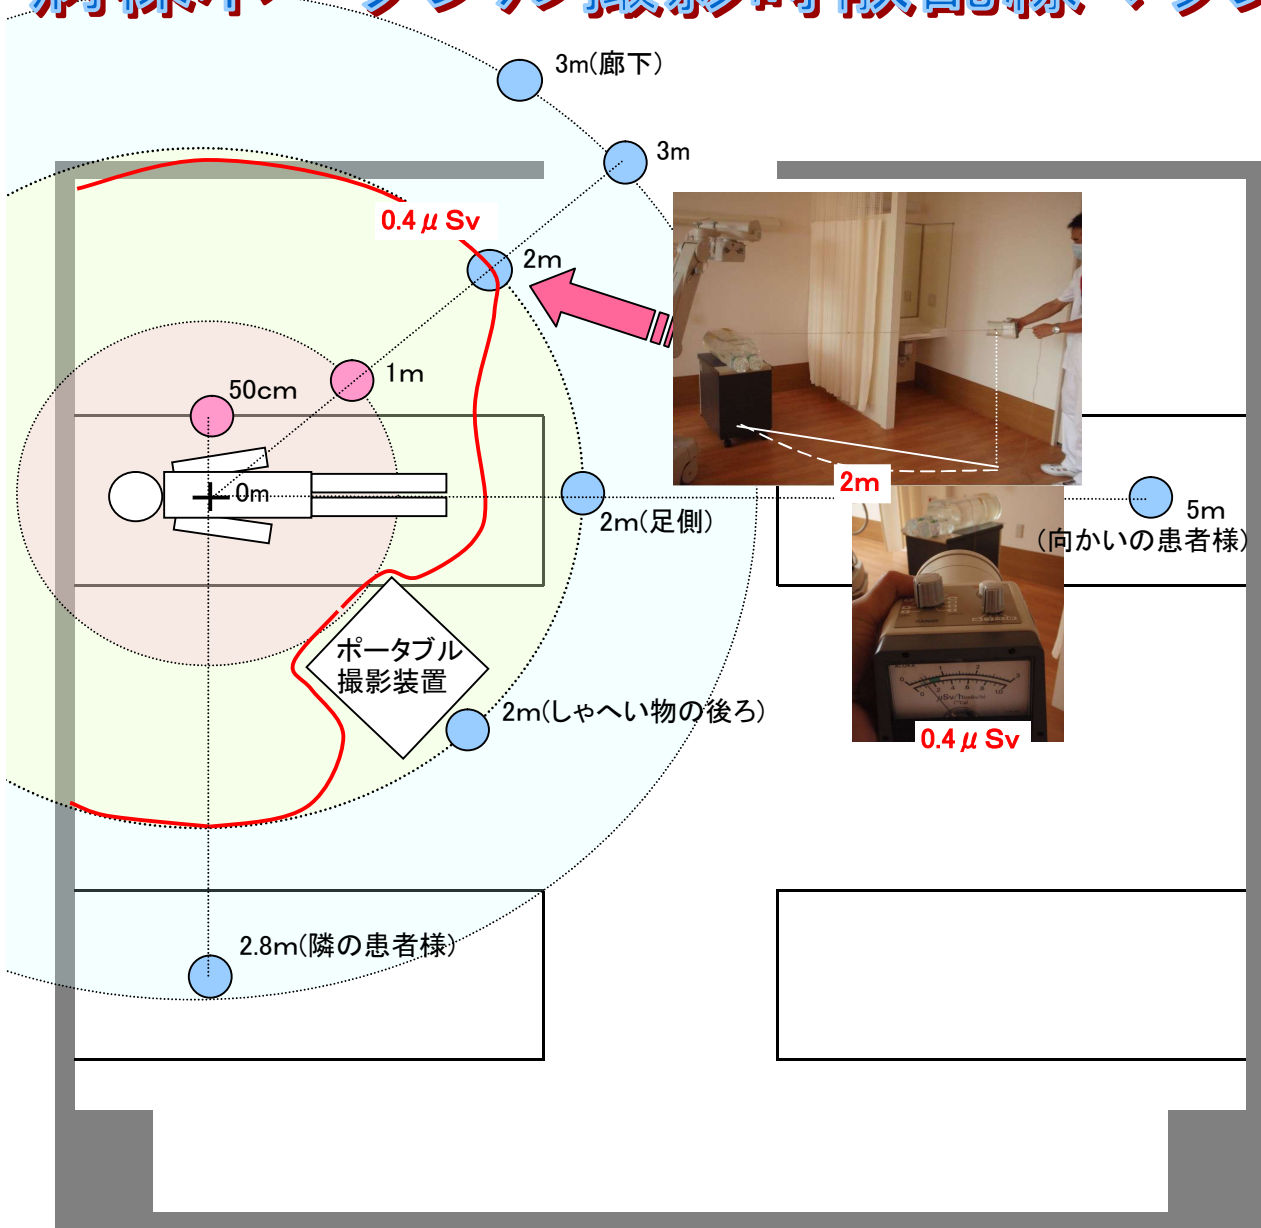 3m(廊下)
3m
0.4μSv
2m
1m
50cm
0m
2m
2m(足側)
5m
(向かいの患者様)
ポータブル
撮影装置
2m(しゃへい物の後ろ)
0.4μSv
2.8m(隣の患者様)